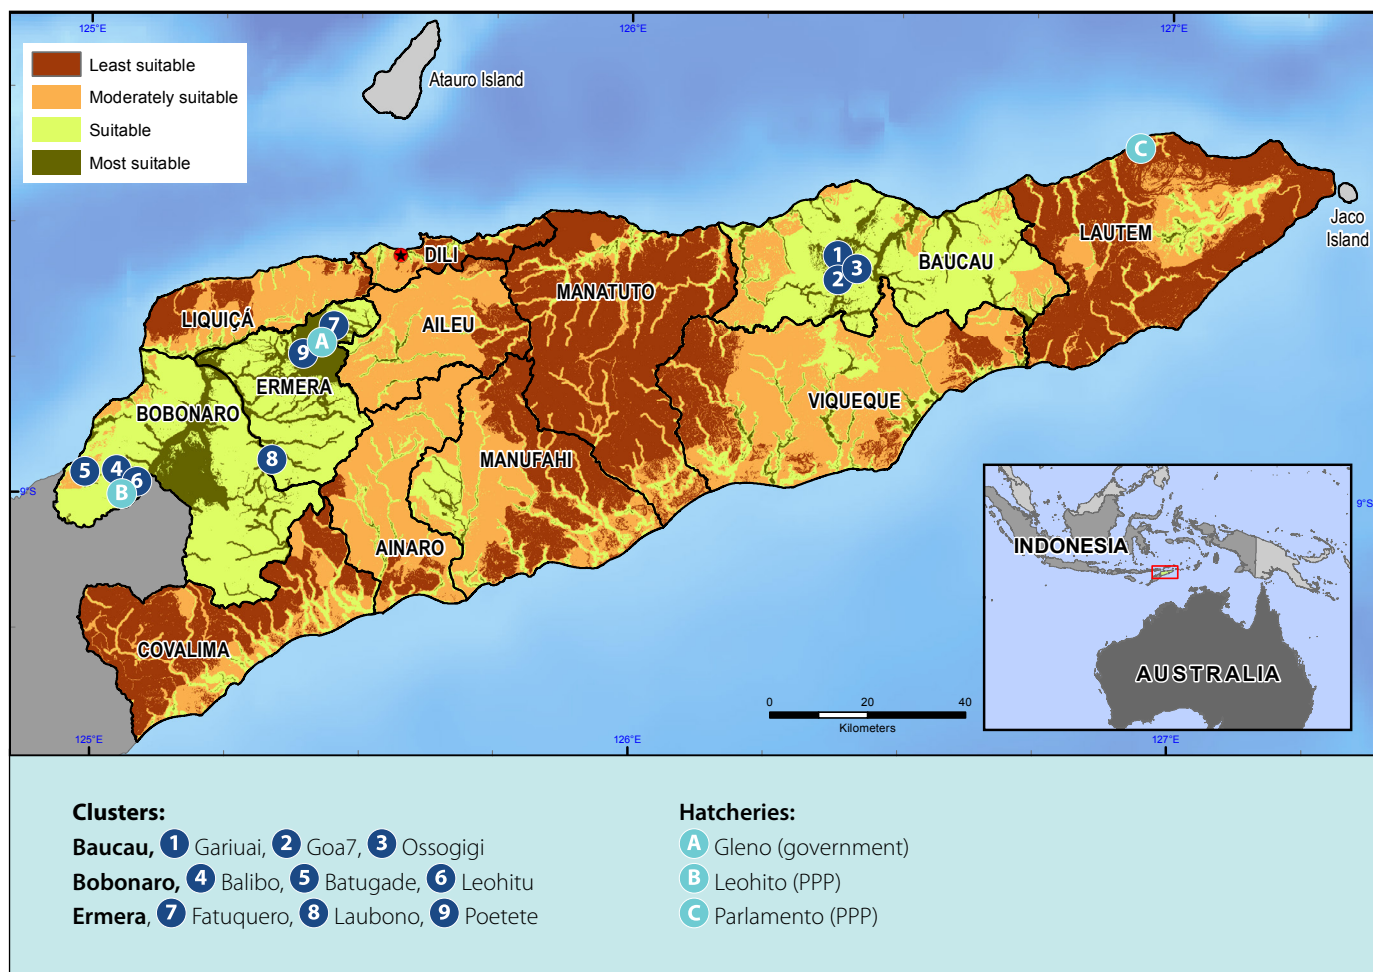 125°E
126°E
127°E
Least suitable
Moderately suitable
Suitable
Most suitable
Atauro Island
C
Jaco
Island
LAUTEM
DILI
1
3
2
BAUCAU
MANATUTO
LIQUIÇÁ
7
A
9
AILEU
ERMERA
VIQUEQUE
BOBONARO
MANUFAHI
8
5
4
6
B
9°S
9°S
AINARO
COVALIMA
INDONESIA
AUSTRALIA
0
20
40
Kilometers
125°E
126°E
127°E
Clusters:
Baucau, 1 Gariuai, 2 Goa7, 3 Ossogigi
Bobonaro, 4 Balibo, 5 Batugade, 6 Leohitu
Ermera, 7 Fatuquero, 8 Laubono, 9 Poetete
Hatcheries:
A Gleno (government)
B Leohito (PPP)
C Parlamento (PPP)